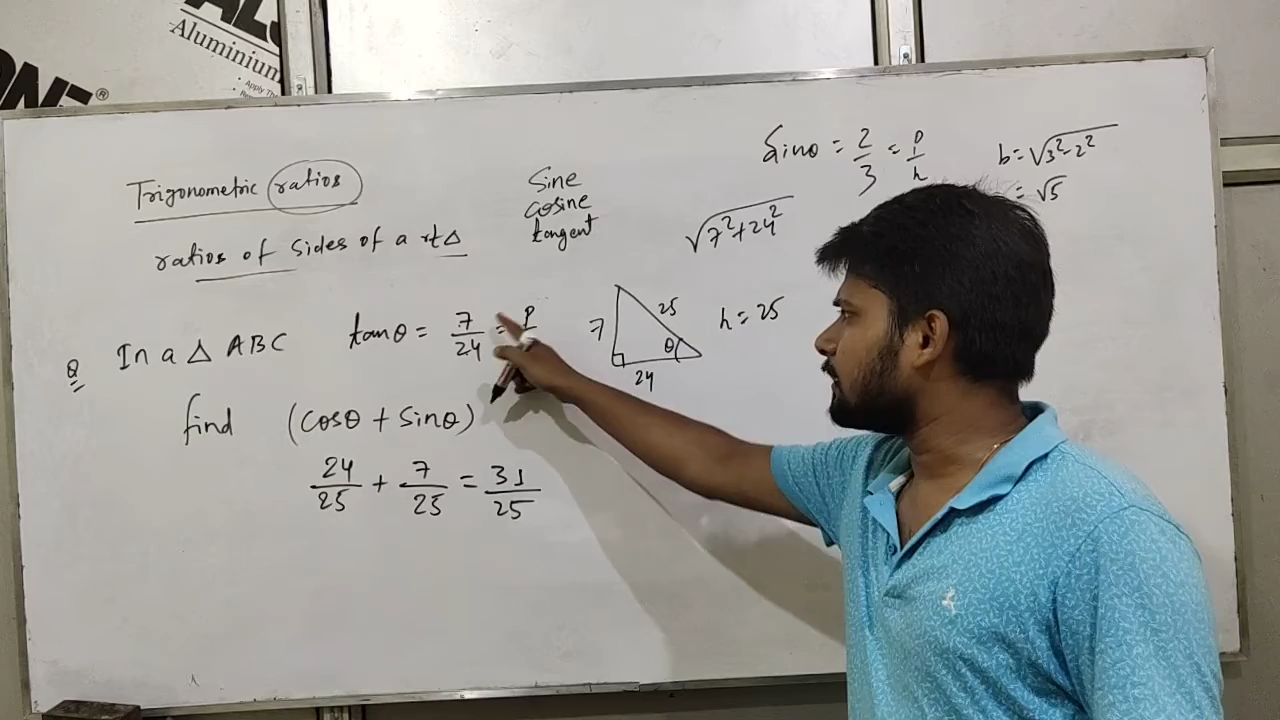 Aluminium
Trigonometric ratios
ratios of sides of a rt Δ
Sine
cosine
tangent
Sinθ = 2/3 = P/h
b = √3²-2²
= √5
√7²+24²
Q In a Δ ABC tanθ = 7/24 = P
7
25
θ
24
h = 25
find (cosθ + Sinθ)
24/25 + 7/25 = 31/25